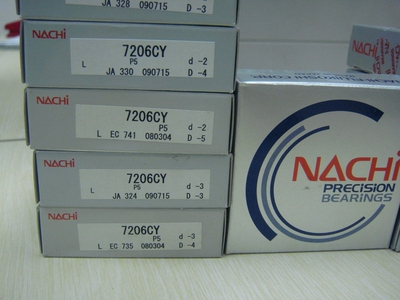 JA 328 090715 D -3
NACHI 7206CY
L P5 d -2
JA 330 090715 D -4
NACHI 7206CY
P5 d -2
L EC 741 080304 D -5
NACHI 7206CY
L P5 d -3
JA 324 090715 D -3
NACHI 7206CY
P5 d -3
L EC 735 080304 D -4
NACHI
PRECISION
BEARINGS
NACHI